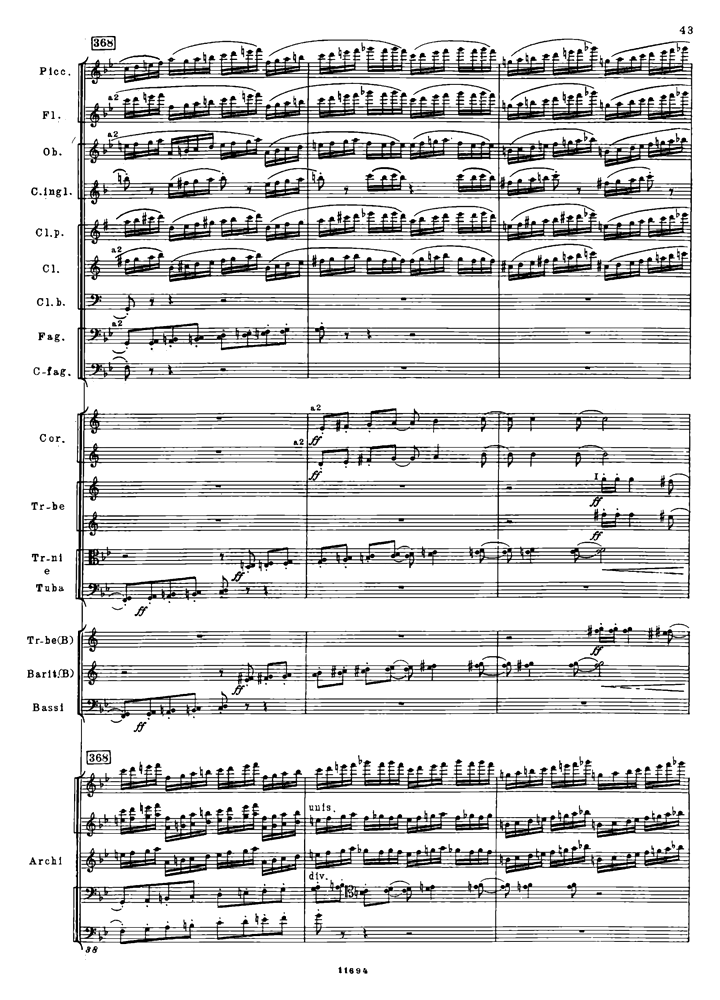 43
368
Picc.
a2
Fl.
a2
Ob.
C.ingl.
Cl.p.
a2
Cl.
Cl.b.
a2
Fag.
C-fag.
a2
ff
Cor.
a2
ff
I
ff
Tr-be
ff
Tr-ni
e
Tuba
ff
ff
Tr-be(B)
ff
Barit.(B)
ff
Bassi
ff
368
unis.
Archi
div.
38
11694